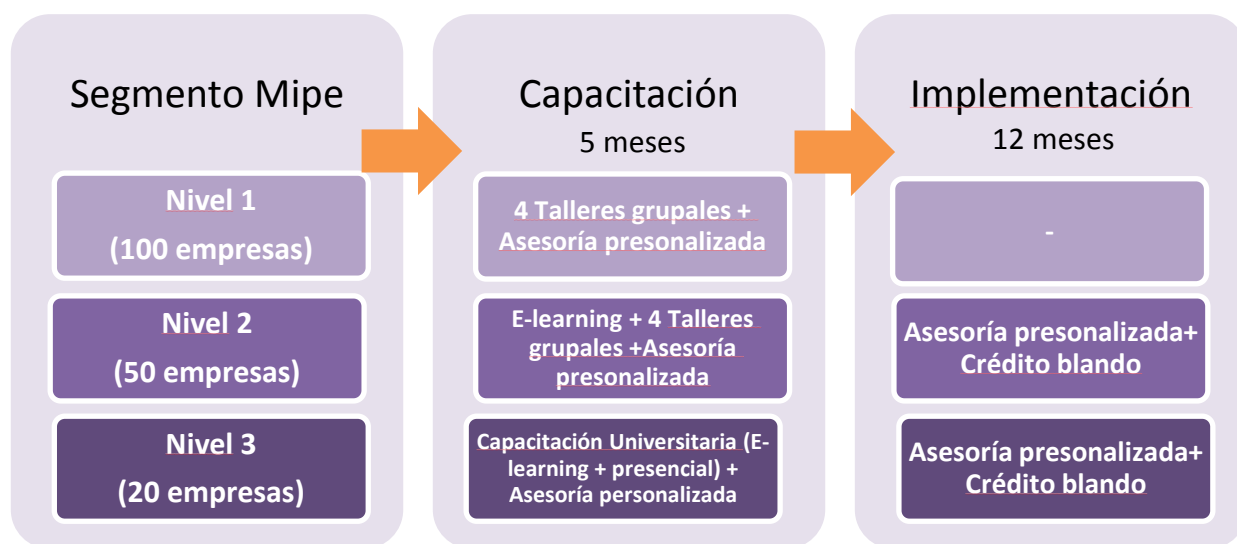 Segmento Mipe
Nivel 1
(100 empresas)
Nivel 2
(50 empresas)
Nivel 3
(20 empresas)
Capacitación
5 meses
4 Talleres grupales +
Asesoría presonalizada
E-learning + 4 Talleres
grupales +Asesoría
presonalizada
Capacitación Universitaria (E-
learning + presencial) +
Asesoría personalizada
Implementación
12 meses
-
Asesoría presonalizada+
Crédito blando
Asesoría presonalizada+
Crédito blando